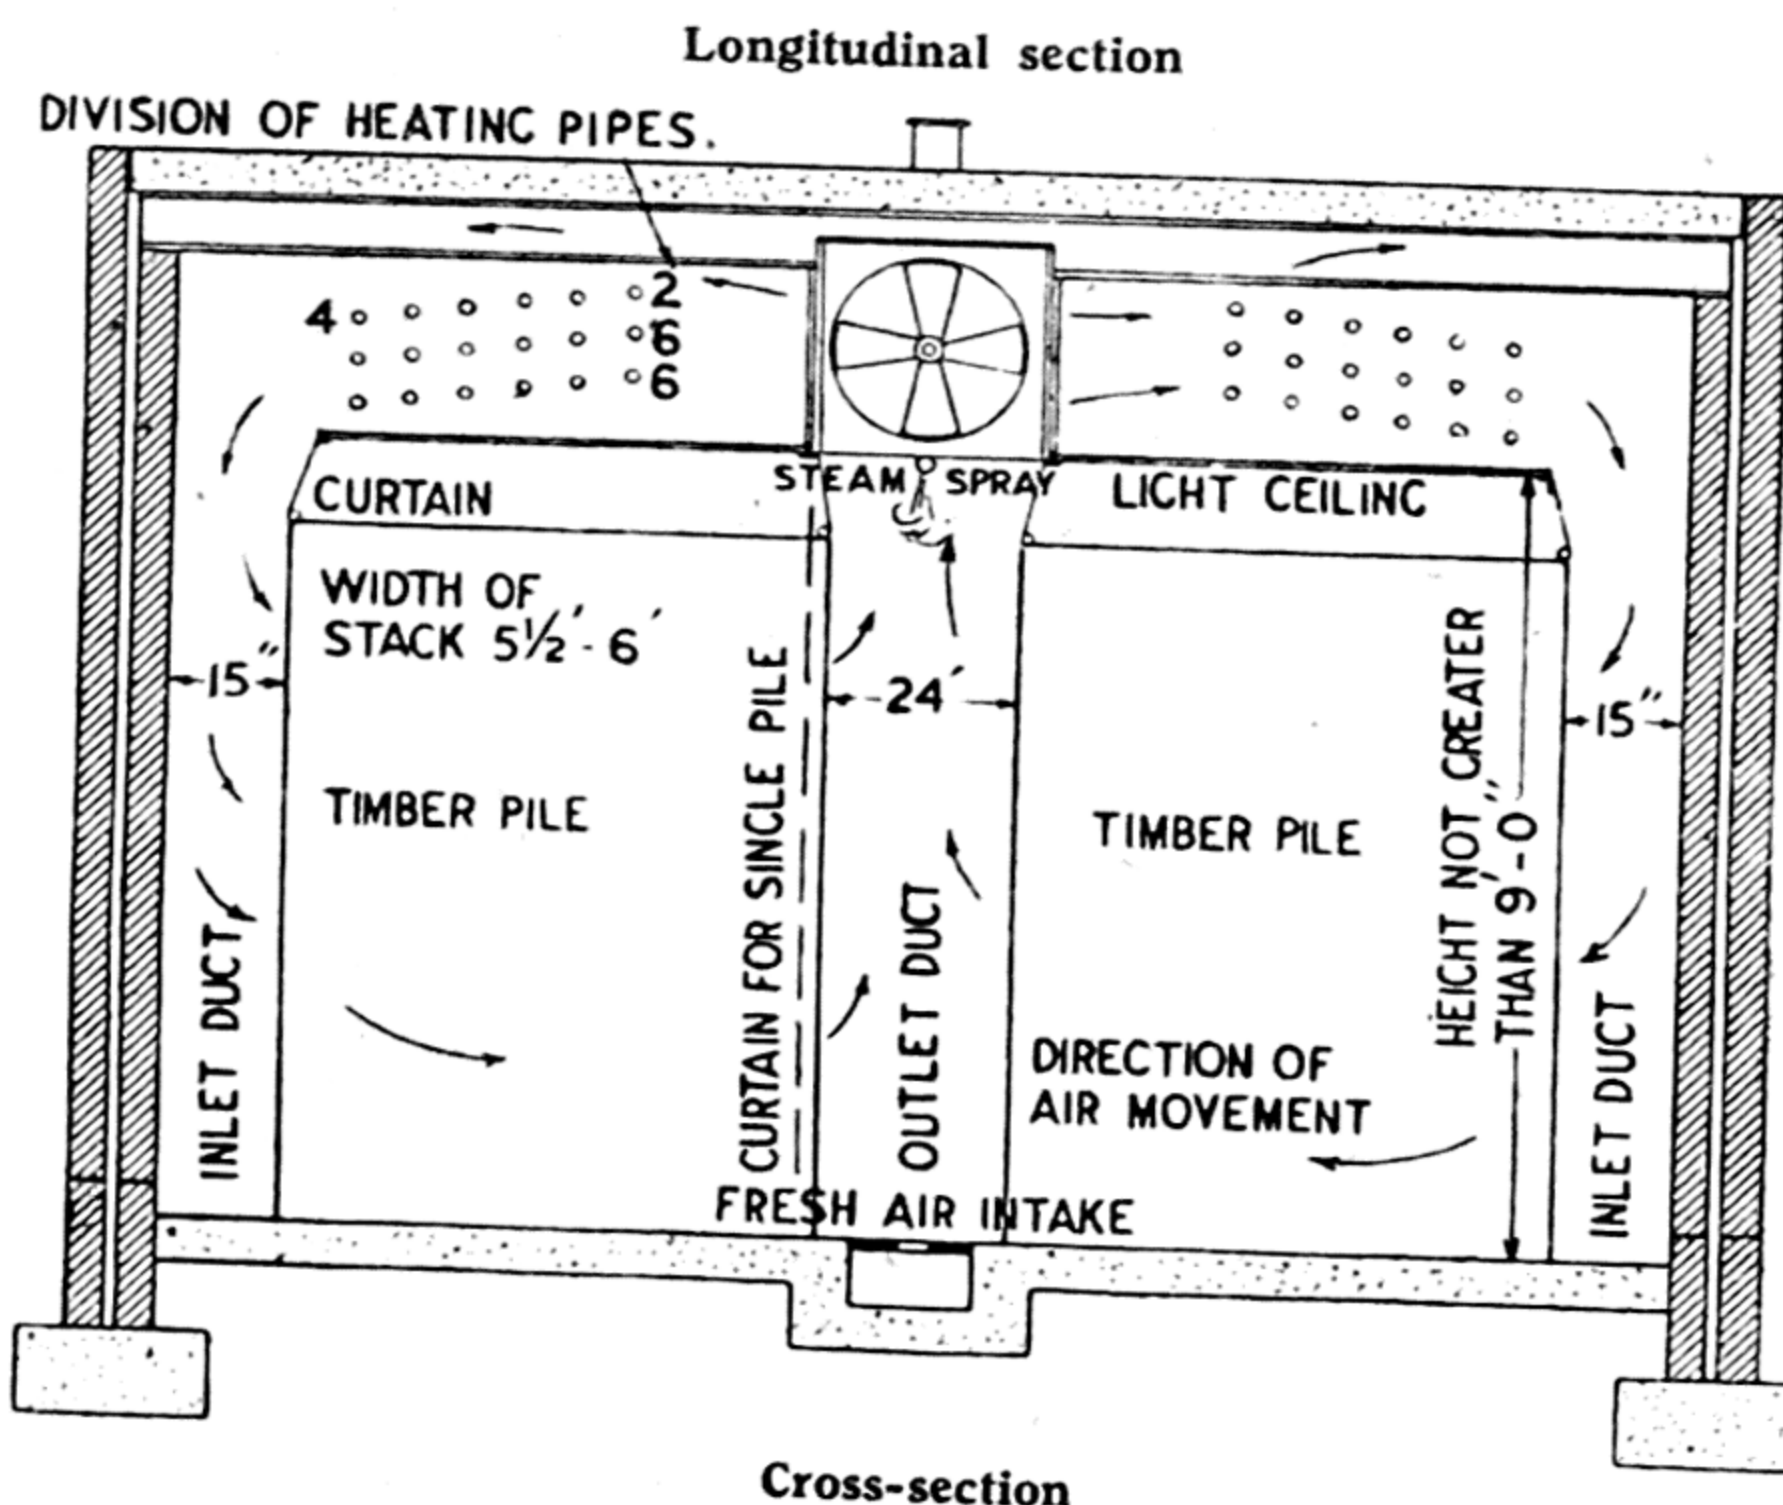 Longitudinal section
DIVISION OF HEATINC PIPES.
2
4
6
6
STEAM SPRAY
CURTAIN
LICHT CEILINC
WIDTH OF
STACK 5½'-6'
15"
24'
15"
TIMBER PILE
TIMBER PILE
CURTAIN FOR SINCLE PILE
HEICHT NOT CREATER
THAN 9'-0"
INLET DUCT
OUTLET DUCT
DIRECTION OF
AIR MOVEMENT
INLET DUCT
FRESH AIR INTAKE
Cross-section